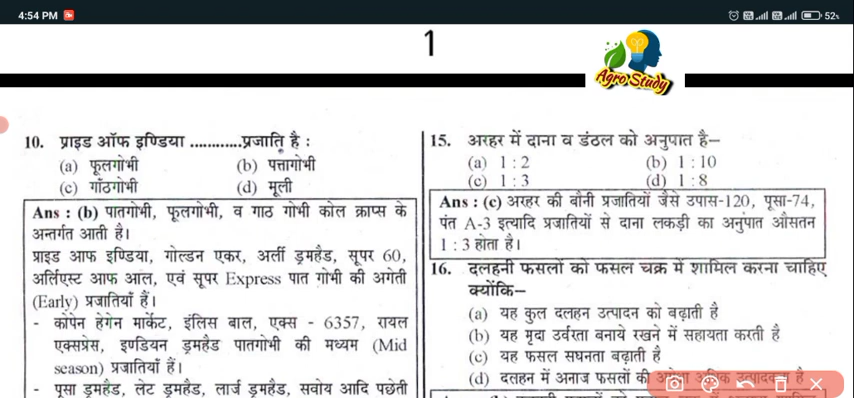 4:54 PM
52%
1
Agro Study
10. प्राइड ऑफ इण्डिया ............प्रजाति है :
(a) फूलगोभी (b) पत्तागोभी
(c) गाँठगोभी (d) मूली
Ans : (b) पातगोभी, फूलगोभी, व गाठ गोभी कोल क्राप्स के
अन्तर्गत आती है।
प्राइड आफ इण्डिया, गोल्डन एकर, अर्ली ड्रमहैड, सूपर 60,
अर्लिएस्ट आफ आल, एवं सूपर Express पात गोभी की अगेती
(Early) प्रजातियाँ हैं।
- कोपेन हेगेन मार्केट, इंलिस बाल, एक्स - 6357, रायल
एक्सप्रेस, इण्डियन ड्रमहैड पातगोभी की मध्यम (Mid
season) प्रजातियाँ हैं।
- पूसा ड्रमहैड, लेट ड्रमहैड, लार्ज ड्रमहैड, सवोय आदि पछेती
15. अरहर में दाना व डंठल को अनुपात है–
(a) 1 : 2 (b) 1 : 10
(c) 1 : 3 (d) 1 : 8
Ans : (c) अरहर की बौनी प्रजातियों जैसे उपास-120, पूसा-74,
पंत A-3 इत्यादि प्रजातियों से दाना लकड़ी का अनुपात औसतन
1 : 3 होता है।
16. दलहनी फसलों को फसल चक्र में शामिल करना चाहिए
क्योंकि–
(a) यह कुल दलहन उत्पादन को बढ़ाती है
(b) यह मृदा उर्वरता बनाये रखने में सहायता करती है
(c) यह फसल सघनता बढ़ाती है
(d) दलहन में अनाज फसलों की